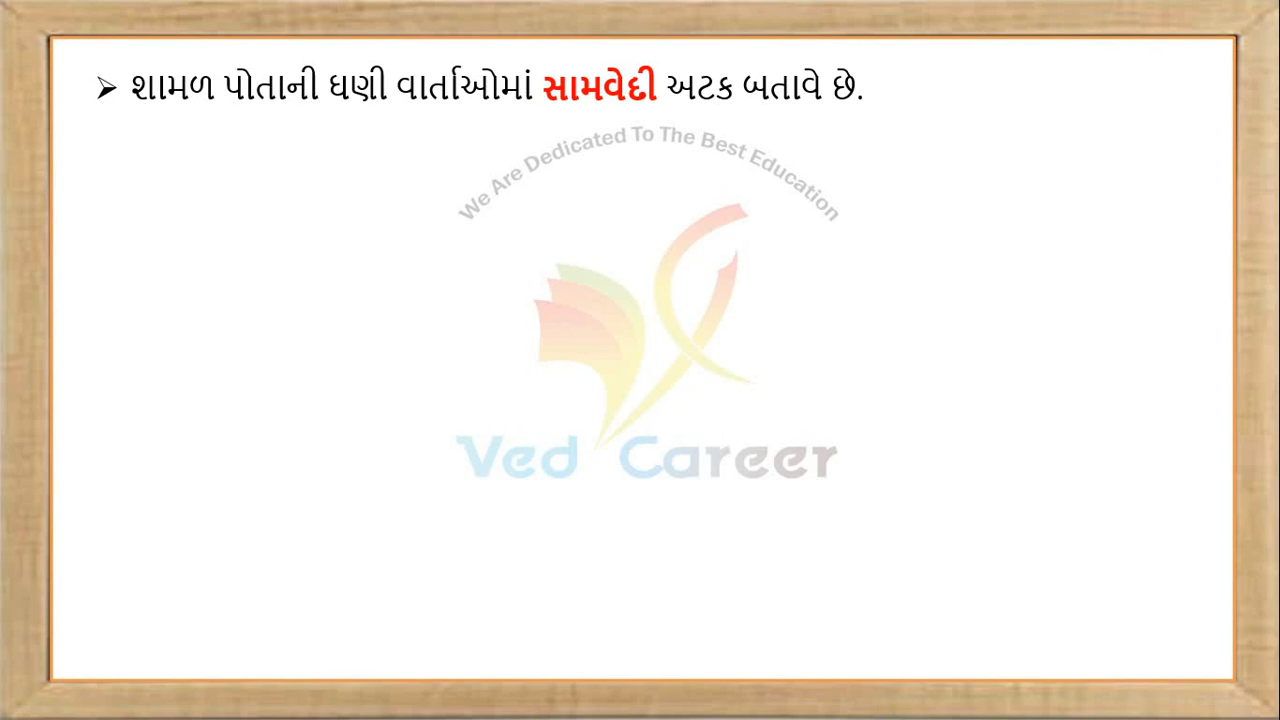 ➢ શામળ પોતાની ઘણી વાર્તાઓમાં સામવેદી અટક બતાવે છે.
We Are Dedicated To The Best Education
Ved Career